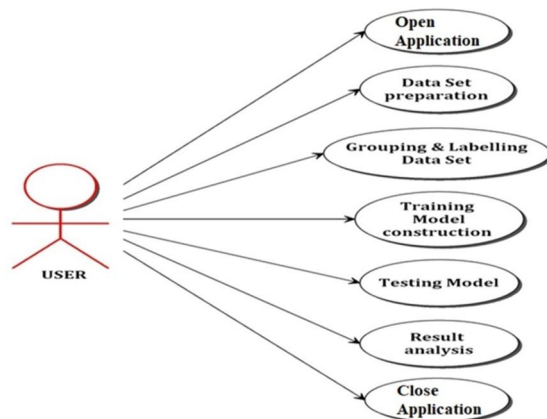 Open
Application
Data Set
preparation
Grouping & Labelling
Data Set
Training
Model
construction
USER
Testing Model
Result
analysis
Close
Application